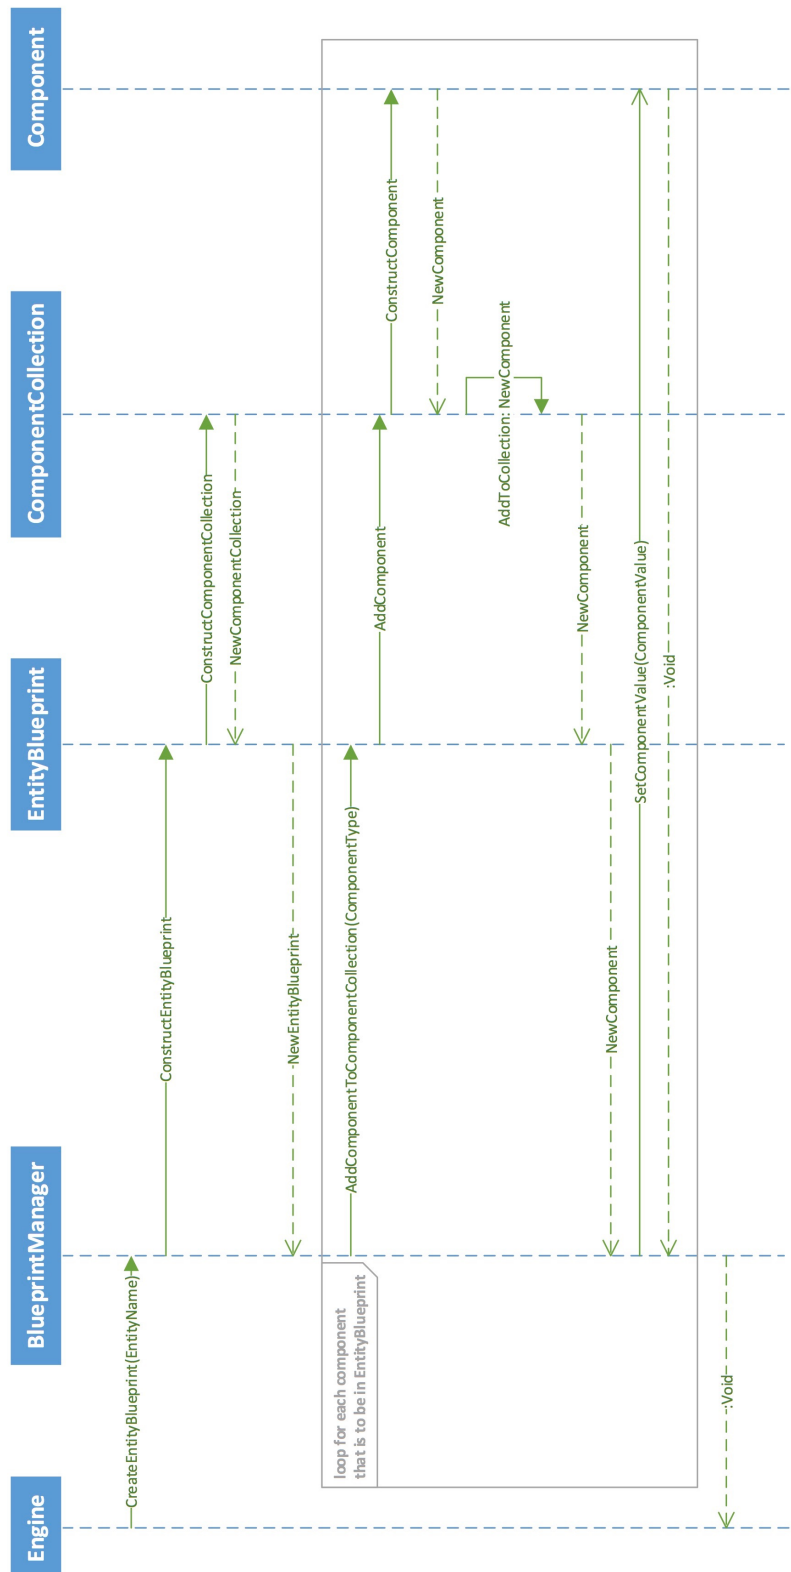 Engine
BlueprintManager
EntityBlueprint
ComponentCollection
Component
CreateEntityBlueprint(EntityName)
ConstructEntityBlueprint
ConstructComponentCollection
NewComponentCollection
NewEntityBlueprint
loop for each component
that is to be in EntityBlueprint
AddComponentToComponentCollection(ComponentType)
AddComponent
ConstructComponent
NewComponent
AddToCollection: NewComponent
NewComponent
NewComponent
SetComponentValue(ComponentValue)
:Void
:Void